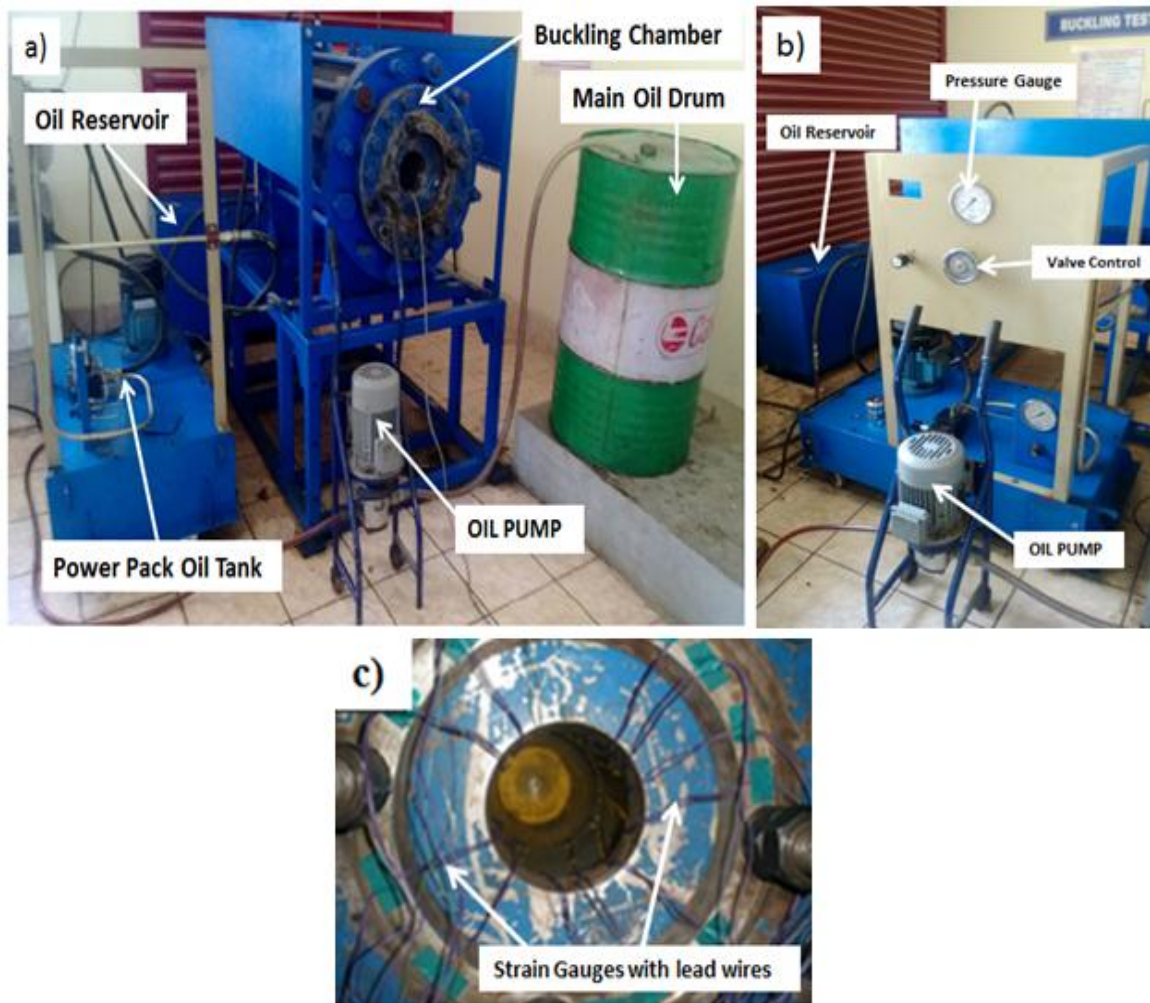 a)
Buckling Chamber
Oil Reservoir
Main Oil Drum
OIL PUMP
Power Pack Oil Tank
b)
BUCKLING TEST
Pressure Gauge
Oil Reservoir
Valve Control
OIL PUMP
c)
Strain Gauges with lead wires